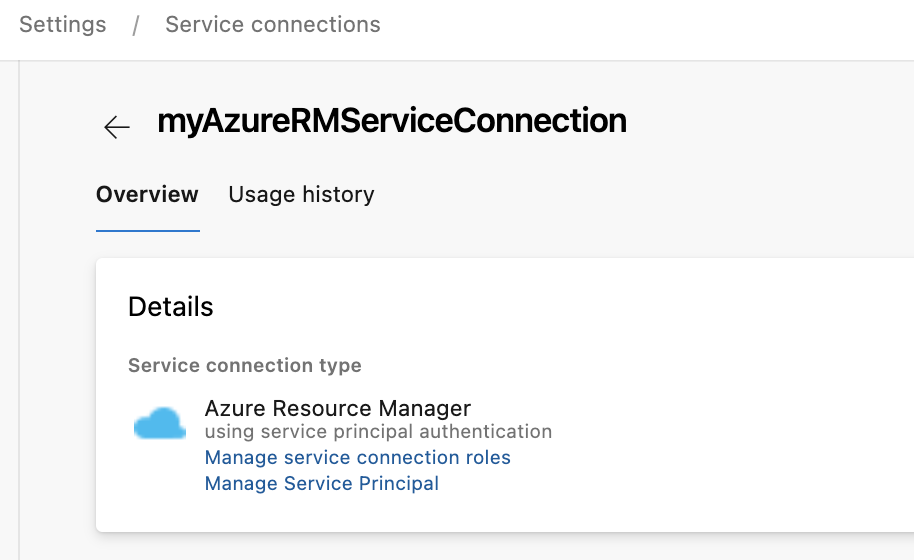 Settings / Service connections
myAzureRMServiceConnection
Overview Usage history
Details
Service connection type
Azure Resource Manager
using service principal authentication
Manage service connection roles
Manage Service Principal